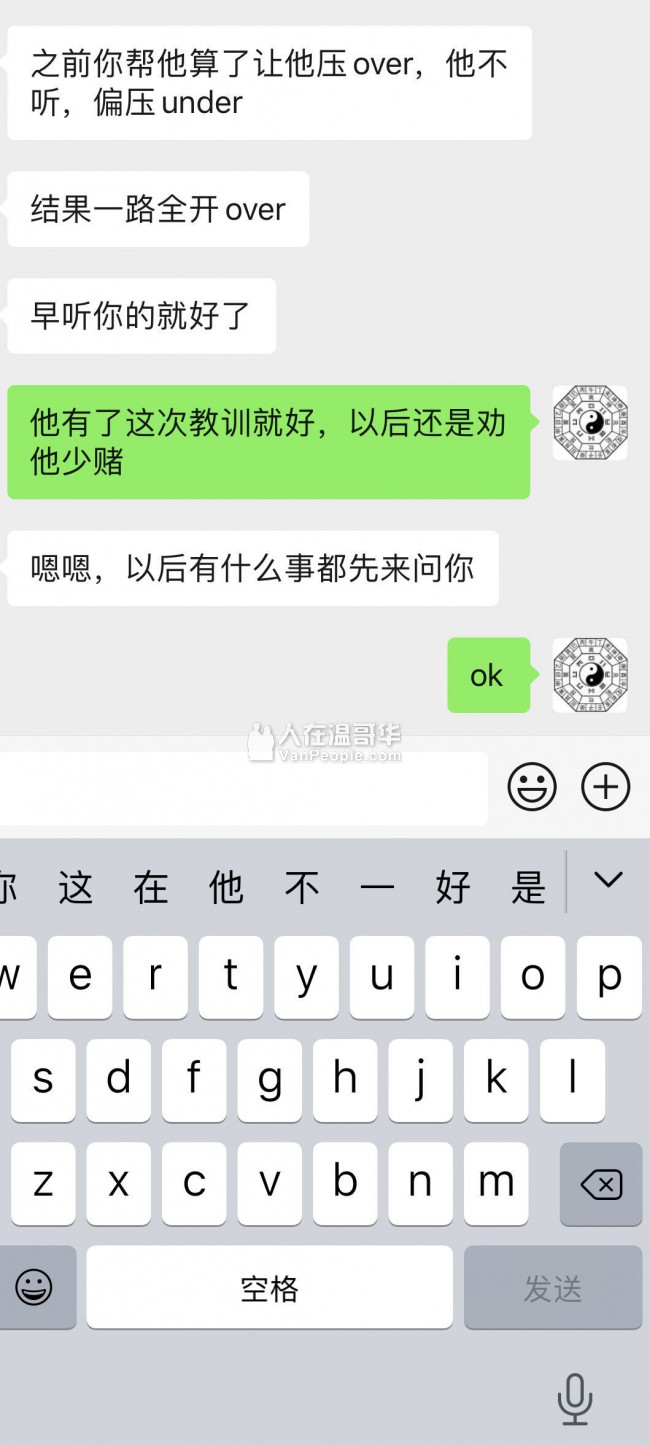 之前你帮他算了让他压over，他不
听，偏压under
结果一路全开over
早听你的就好了
他有了这次教训就好，以后还是劝
他少赌
嗯嗯，以后有什么事都先来问你
ok
人在温哥华
VanPeople.com
你 这 在 他 不 一 好 是
w e r t y u i o p
s d f g h j k l
z x c v b n m
空格 发送